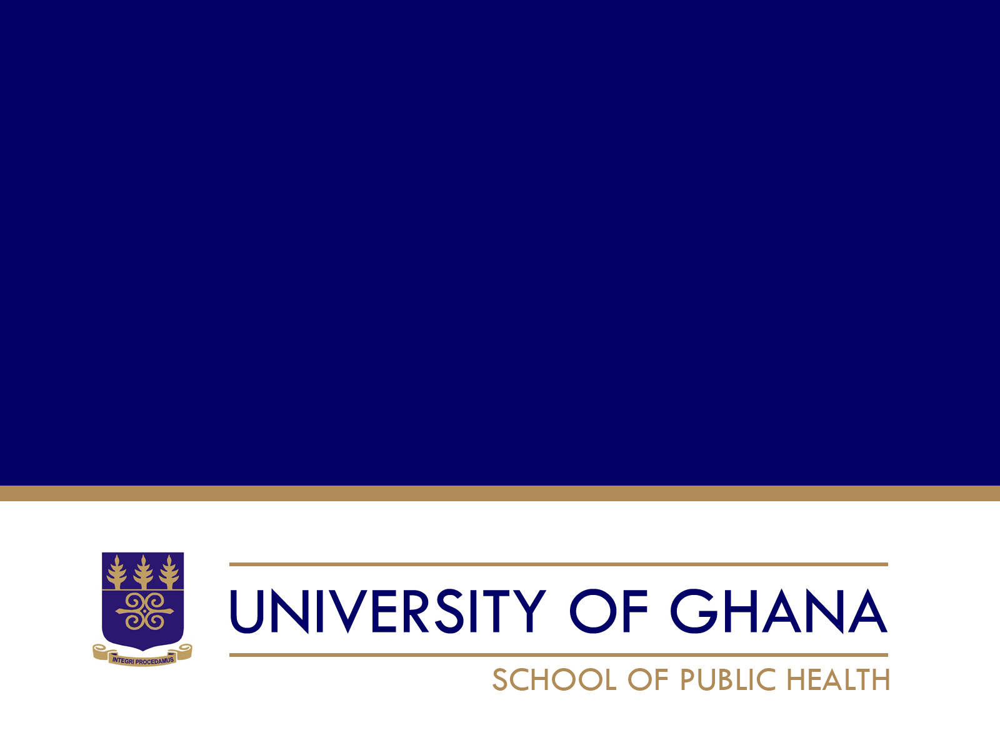 UNIVERSITY OF GHANA
INTEGRI PROCEDAMUS
SCHOOL OF PUBLIC HEALTH